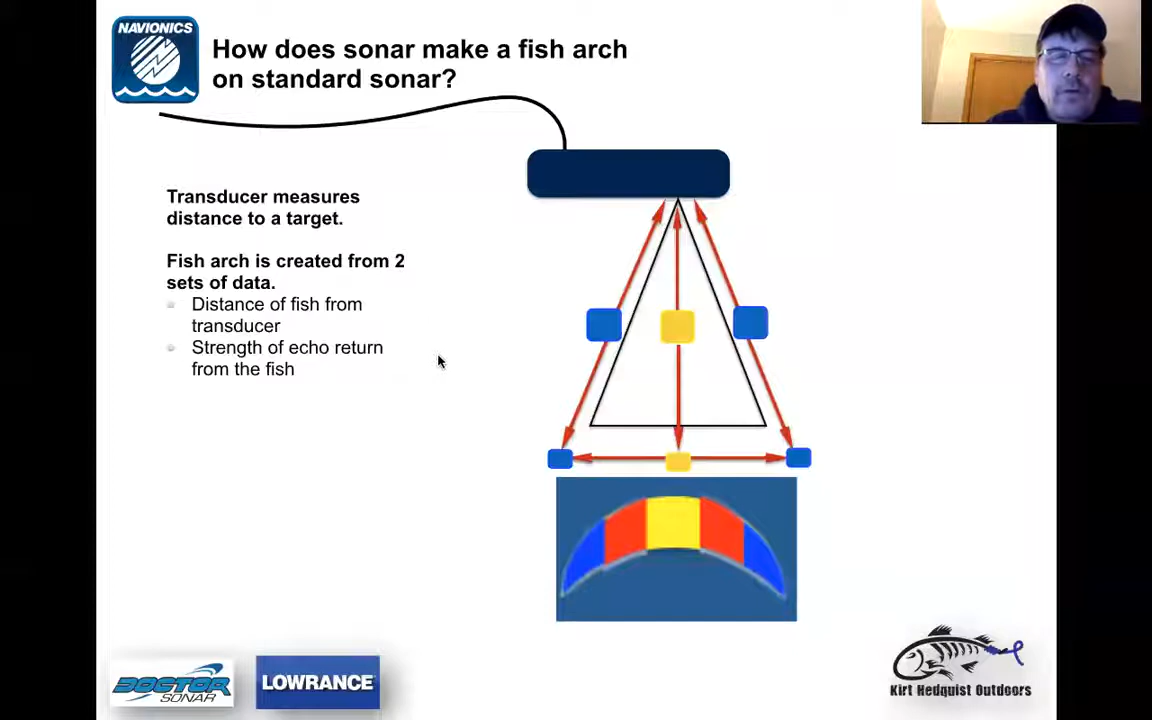 NAVIONICS
How does sonar make a fish arch
on standard sonar?
Transducer measures
distance to a target.
Fish arch is created from 2
sets of data.
Distance of fish from
transducer
Strength of echo return
from the fish
DOCTOR
SONAR
LOWRANCE
Kirt Hedquist Outdoors